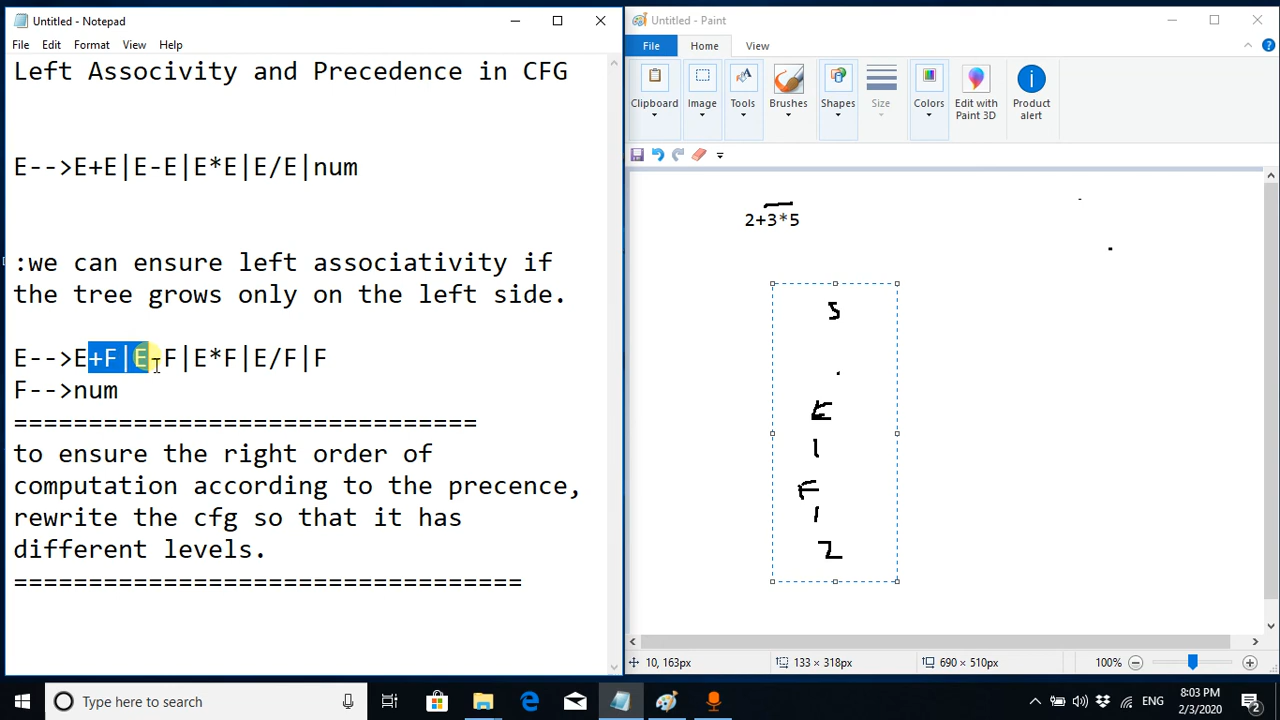 Untitled - Notepad
File Edit Format View Help
Left Associvity and Precedence in CFG
E-->E+E|E-E|E*E|E/E|num
:we can ensure left associativity if
the tree grows only on the left side.
E-->E+F|E-F|E*F|E/F|F
F-->num
===============================
to ensure the right order of
computation according to the precence,
rewrite the cfg so that it has
different levels.
==================================
Untitled - Paint
File Home View
Clipboard
Image
Tools
Brushes
Shapes
Size
Colors
Edit with
Paint 3D
Product
alert
2+3*5
5
.
E
|
F
|
2
10, 163px
133 × 318px
690 × 510px
100%
Type here to search
ENG
8:03 PM
2/3/2020
2